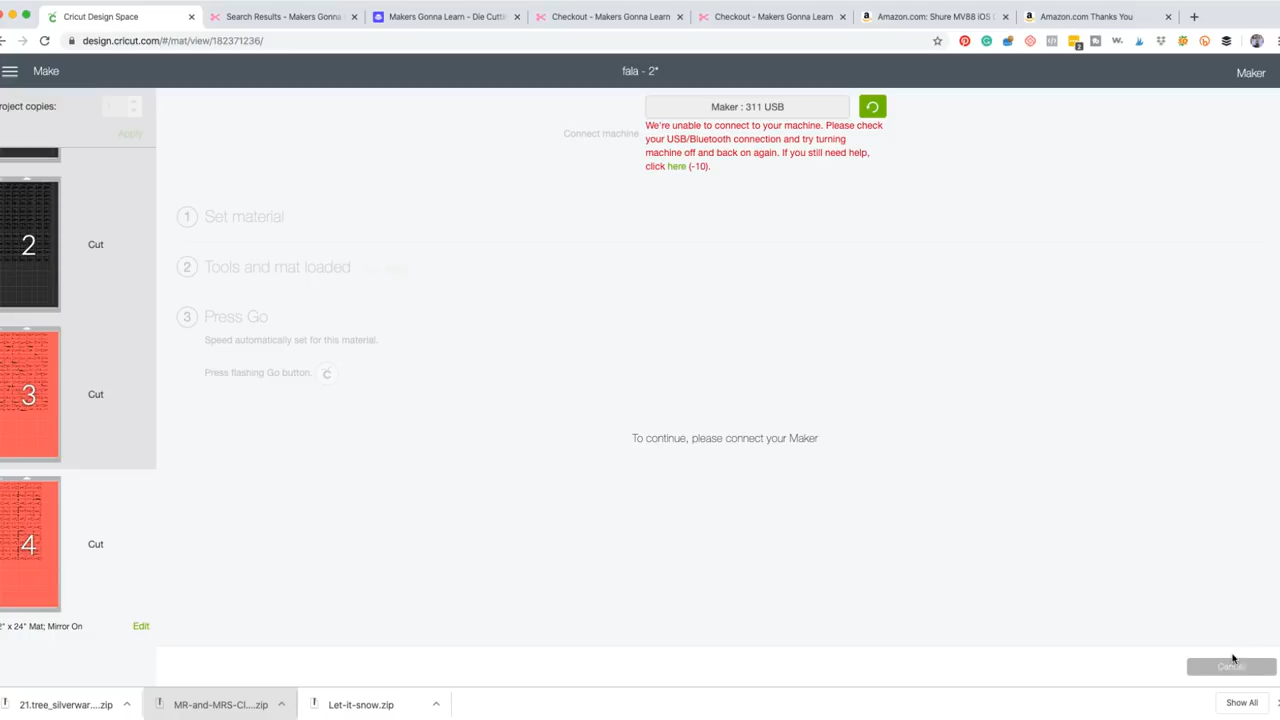 Cricut Design Space
Search Results - Makers Gonna
Makers Gonna Learn - Die Cutti
Checkout - Makers Gonna Learn
Checkout - Makers Gonna Learn
Amazon.com: Shure MV88 iOS D
Amazon.com Thanks You
design.cricut.com/#/mat/view/182371236/
Make
fala - 2*
Maker
roject copies:
Apply
Connect machine
Maker : 311 USB
We're unable to connect to your machine. Please check
your USB/Bluetooth connection and try turning
machine off and back on again. If you still need help,
click here (-10).
1 Set material
2 Tools and mat loaded
3 Press Go
Speed automatically set for this material.
Press flashing Go button.
To continue, please connect your Maker
2
Cut
3
Cut
4
Cut
2" x 24" Mat; Mirror On
Edit
Cancel
21.tree_silverwar....zip
MR-and-MRS-Cl....zip
Let-it-snow.zip
Show All